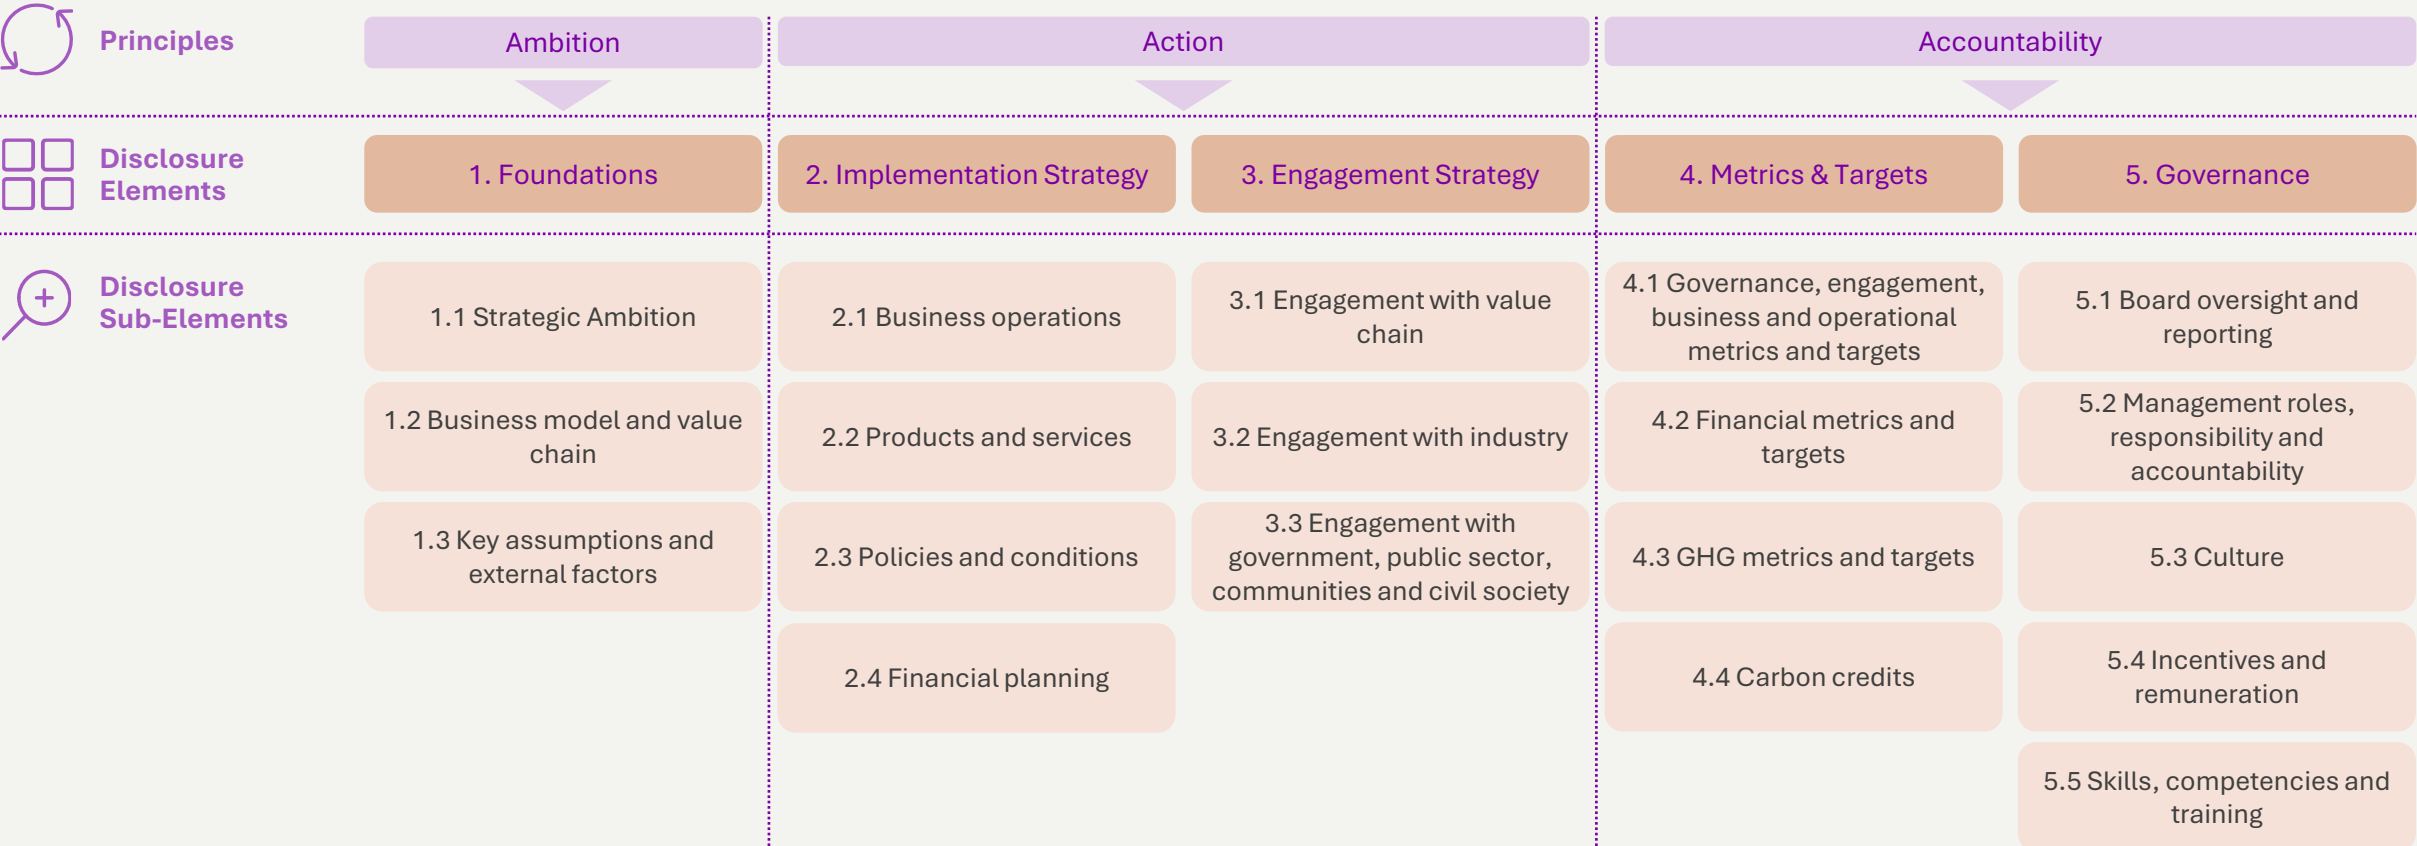 Principles
Ambition
Action
Accountability
Disclosure
Elements
1. Foundations
2. Implementation Strategy
3. Engagement Strategy
4. Metrics & Targets
5. Governance
Disclosure
Sub-Elements
1.1 Strategic Ambition
2.1 Business operations
3.1 Engagement with value
chain
4.1 Governance, engagement,
business and operational
metrics and targets
5.1 Board oversight and
reporting
1.2 Business model and value
chain
2.2 Products and services
3.2 Engagement with industry
4.2 Financial metrics and
targets
5.2 Management roles,
responsibility and
accountability
1.3 Key assumptions and
external factors
2.3 Policies and conditions
3.3 Engagement with
government, public sector,
communities and civil society
4.3 GHG metrics and targets
5.3 Culture
2.4 Financial planning
4.4 Carbon credits
5.4 Incentives and
remuneration
5.5 Skills, competencies and
training